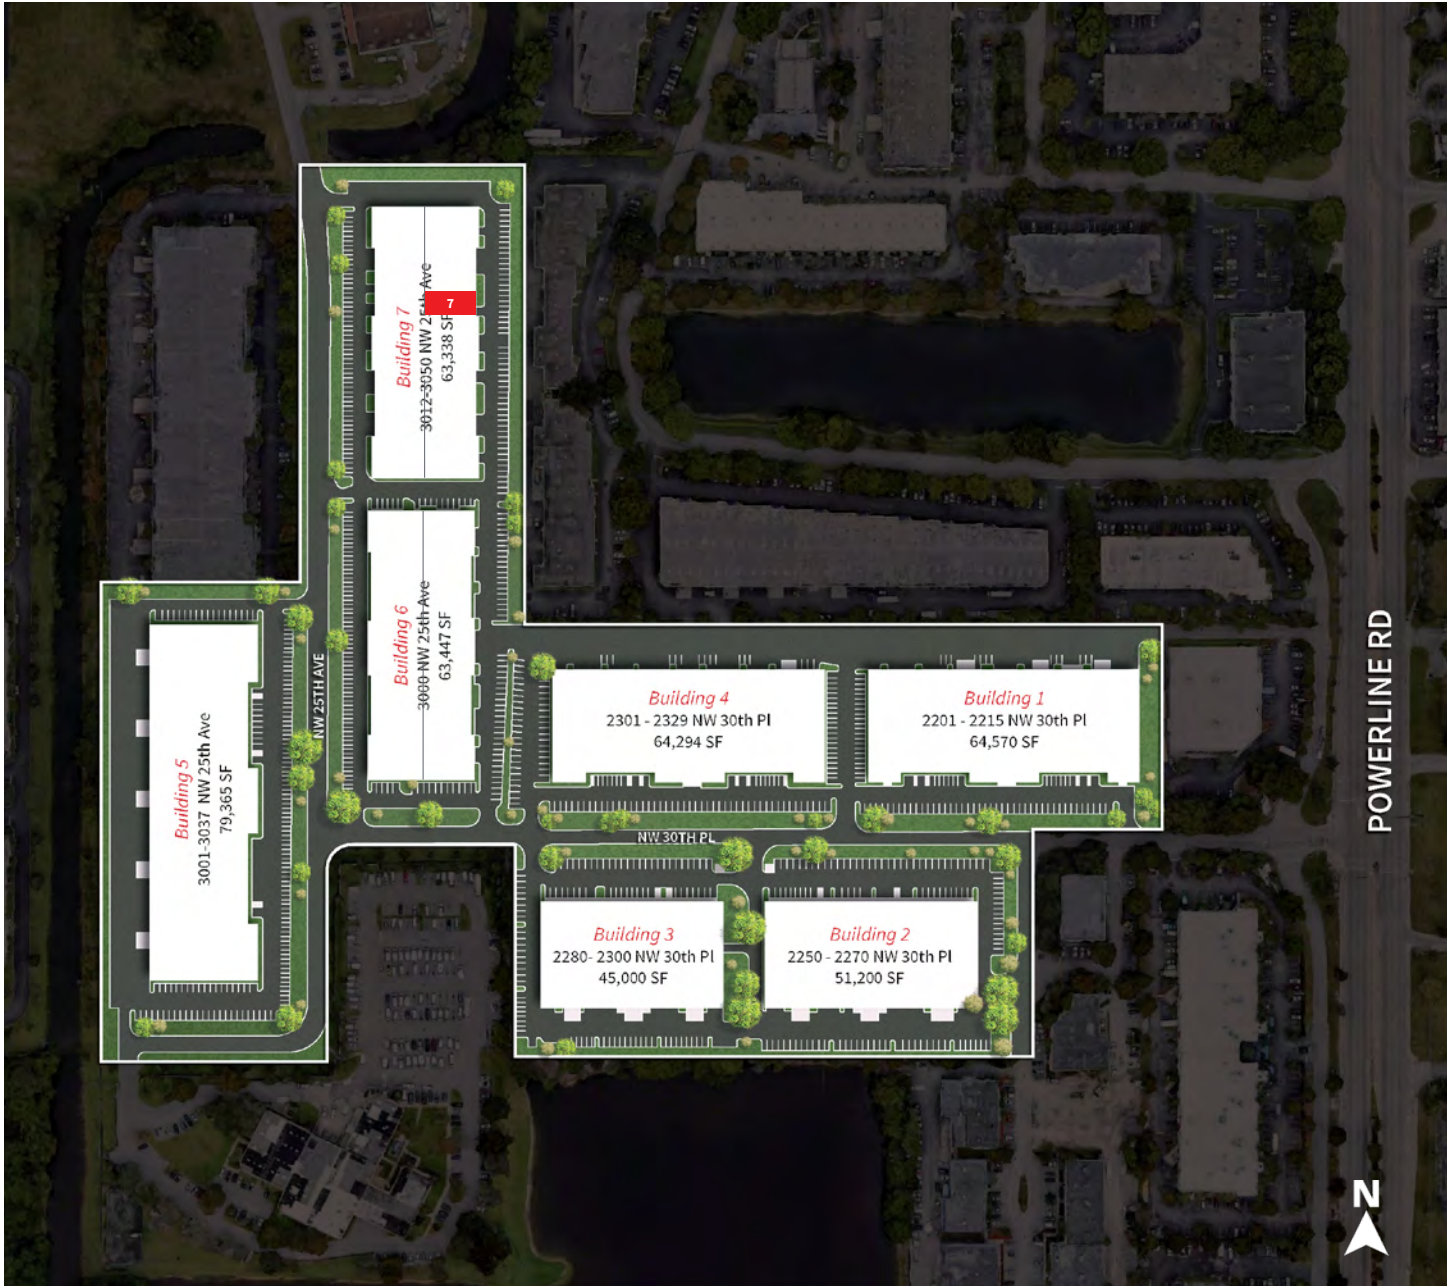 Building 7
3012-3050 NW 25th Ave
63,338 SF
7
Building 6
3000 NW 25th Ave
63,447 SF
NW 25TH AVE
Building 5
3001-3037 NW 25th Ave
79,365 SF
Building 4
2301 - 2329 NW 30th Pl
64,294 SF
Building 1
2201 - 2215 NW 30th Pl
64,570 SF
POWERLINE RD
NW 30TH PL
Building 3
2280- 2300 NW 30th Pl
45,000 SF
Building 2
2250 - 2270 NW 30th Pl
51,200 SF
N